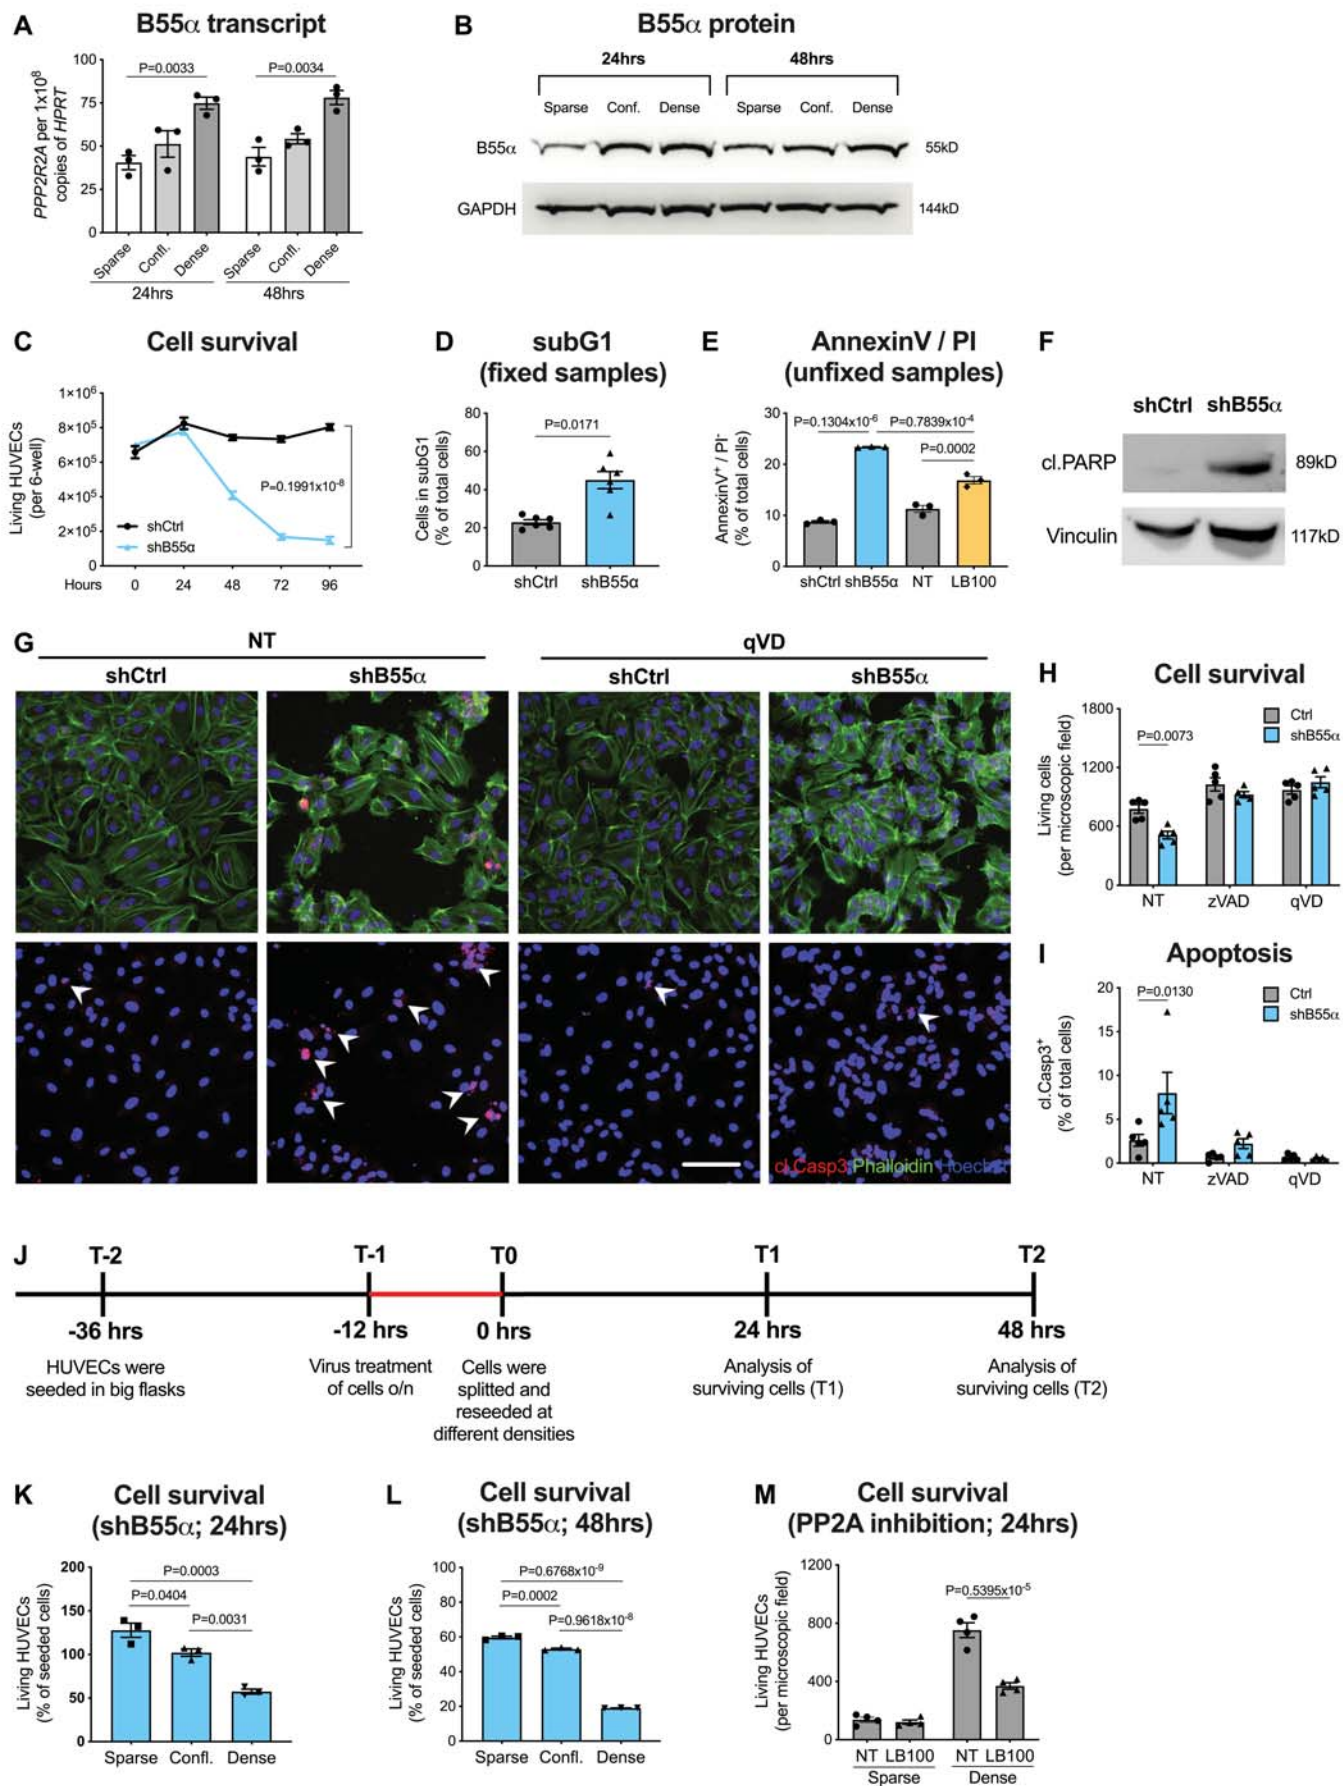 A
B55α transcript
PPP2R2A per 1x10⁸
copies of HPRT
100
75
50
25
0
P=0.0033
P=0.0034
Sparse
Confl.
Dense
Sparse
Confl.
Dense
24hrs
48hrs
B
B55α protein
24hrs
48hrs
Sparse
Conf.
Dense
Sparse
Conf.
Dense
B55α
55kD
GAPDH
144kD
C
Cell survival
Living HUVECs
(per 6-well)
1×10⁶
8×10⁵
6×10⁵
4×10⁵
2×10⁵
0
P=0.1991x10⁻⁸
shCtrl
shB55α
Hours
0
24
48
72
96
D
subG1
(fixed samples)
Cells in subG1
(% of total cells)
80
60
40
20
0
P=0.0171
shCtrl
shB55α
E
AnnexinV / PI
(unfixed samples)
AnnexinV⁺ / PI⁻
(% of total cells)
30
20
10
0
P=0.1304x10⁻⁶
P=0.7839x10⁻⁴
P=0.0002
shCtrl
shB55α
NT
LB100
F
shCtrl
shB55α
cl.PARP
89kD
Vinculin
117kD
G
NT
qVD
shCtrl
shB55α
shCtrl
shB55α
cl.Casp3 Phalloidin Hoechst
H
Cell survival
Living cells
(per microscopic field)
1800
1200
600
0
P=0.0073
Ctrl
shB55α
NT
zVAD
qVD
I
Apoptosis
cl.Casp3⁺
(% of total cells)
20
15
10
5
0
P=0.0130
Ctrl
shB55α
NT
zVAD
qVD
J
T-2
T-1
T0
T1
T2
-36 hrs
-12 hrs
0 hrs
24 hrs
48 hrs
HUVECs were
seeded in big flasks
Virus treatment
of cells o/n
Cells were
splitted and
reseeded at
different densities
Analysis of
surviving cells (T1)
Analysis of
surviving cells (T2)
K
Cell survival
(shB55α; 24hrs)
Living HUVECs
(% of seeded cells)
200
150
100
50
0
P=0.0003
P=0.0404
P=0.0031
Sparse
Confl.
Dense
L
Cell survival
(shB55α; 48hrs)
Living HUVECs
(% of seeded cells)
100
80
60
40
20
0
P=0.6768x10⁻⁹
P=0.0002
P=0.9618x10⁻⁸
Sparse
Confl.
Dense
M
Cell survival
(PP2A inhibition; 24hrs)
Living HUVECs
(per microscopic field)
1200
800
400
0
P=0.5395x10⁻⁵
NT
LB100
NT
LB100
Sparse
Dense